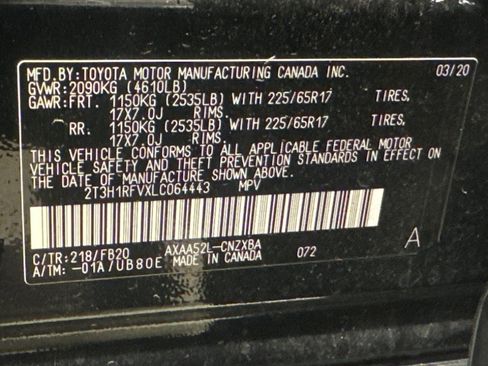 MFD.BY:TOYOTA MOTOR MANUFACTURING CANADA INC. 03/20
GVWR:2090KG (4610LB)
GAWR:FRT. 1150KG (2535LB) WITH 225/65R17 TIRES,
17X7.0J RIMS.
RR. 1150KG (2535LB) WITH 225/65R17 TIRES,
17X7.0J RIMS.
THIS VEHICLE CONFORMS TO ALL APPLICABLE FEDERAL MOTOR
VEHICLE SAFETY AND THEFT PREVENTION STANDARDS IN EFFECT ON
THE DATE OF MANUFACTURE SHOWN ABOVE.
2T3H1RFVXLC064443 MPV
C/TR:218/FB20 AXAA52L-CNZXBA A
A/TM:-01A/UB80E MADE IN CANADA 072